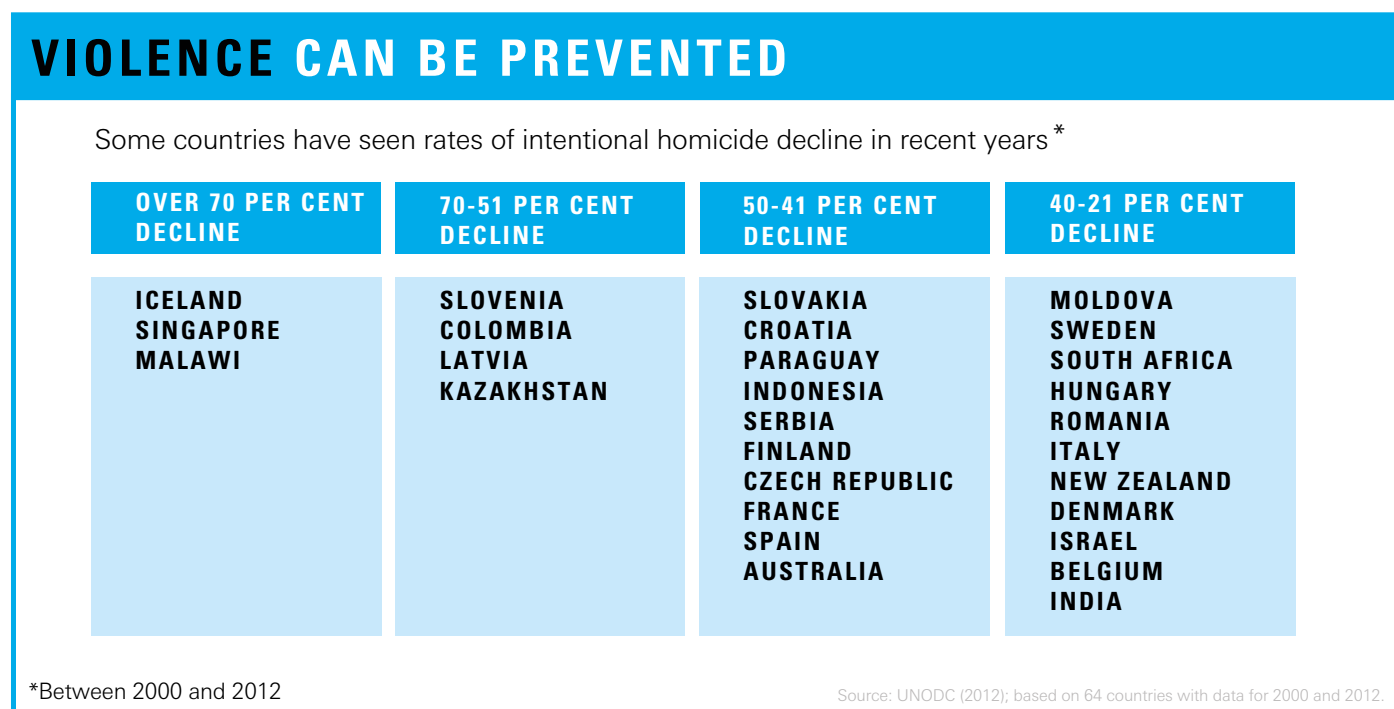 VIOLENCE CAN BE PREVENTED
Some countries have seen rates of intentional homicide decline in recent years*
OVER 70 PER CENT
DECLINE
ICELAND
SINGAPORE
MALAWI
70-51 PER CENT
DECLINE
SLOVENIA
COLOMBIA
LATVIA
KAZAKHSTAN
50-41 PER CENT
DECLINE
SLOVAKIA
CROATIA
PARAGUAY
INDONESIA
SERBIA
FINLAND
CZECH REPUBLIC
FRANCE
SPAIN
AUSTRALIA
40-21 PER CENT
DECLINE
MOLDOVA
SWEDEN
SOUTH AFRICA
HUNGARY
ROMANIA
ITALY
NEW ZEALAND
DENMARK
ISRAEL
BELGIUM
INDIA
*Between 2000 and 2012
Source: UNODC (2012); based on 64 countries with data for 2000 and 2012.